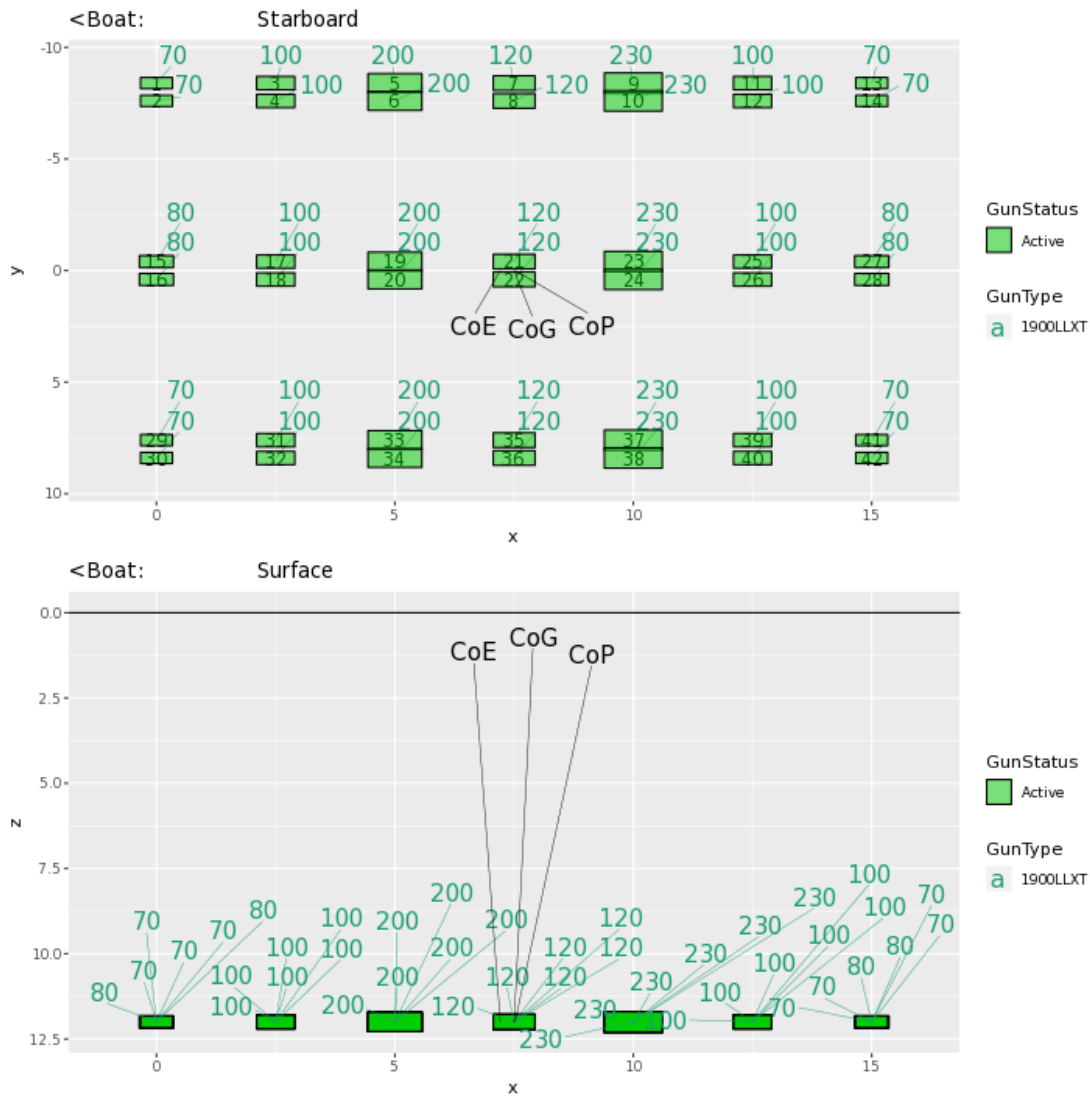 <Boat: Starboard
70 100 200 120 230 100 70
-10
1 70 3 100 5 200 7 120 9 230 11 100 13 70
2 4 6 8 10 12 14
-5
80 100 200 120 230 100 80
80 100 200 120 230 100 80
15 17 19 21 23 25 27
0
16 18 20 22 24 26 28
CoE CoG CoP
y
5
70 100 200 120 230 100 70
70 100 200 120 230 100 70
29 31 33 35 37 39 41
30 32 34 36 38 40 42
10
0 5 10 15
x
GunStatus
Active
GunType
a 1900LLXT
<Boat: Surface
0.0
CoE CoG CoP
2.5
5.0
z
7.5
70 70 70 70 80 80
100 100 100 100 100 100
200 200 200 200 200 200
120 120 120 120 120 120
230 230 230 230 230 230
100 100 100 100 100 100
70 70 70 70 80 80
10.0
12.5
0 5 10 15
x
GunStatus
Active
GunType
a 1900LLXT